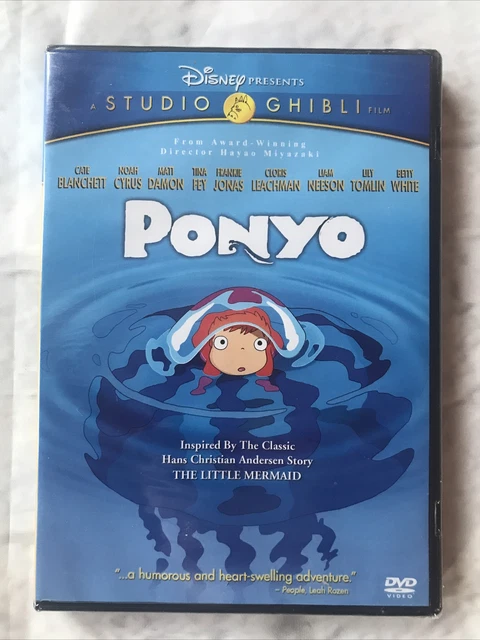 Disney PRESENTS
A STUDIO GHIBLI FILM
From Award-Winning
Director Hayao Miyazaki
CATE BLANCHETT NOAH CYRUS MATT DAMON TINA FEY FRANKIE JONAS CLORIS LEACHMAN LIAM NEESON LILY TOMLIN BETTY WHITE
PONYO
Inspired By The Classic
Hans Christian Andersen Story
THE LITTLE MERMAID
"...a humorous and heart-swelling adventure."
– People, Leah Rozen
DVD
VIDEO